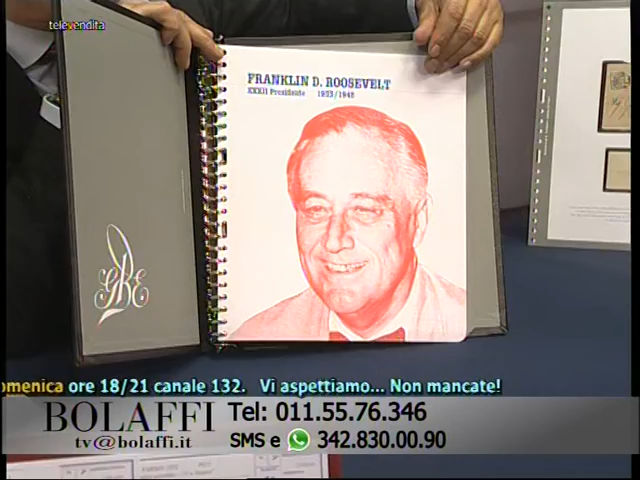 televendita
FRANKLIN D. ROOSEVELT
XXXII Presidente 1933/1945
GBE
omenica ore 18/21 canale 132. Vi aspettiamo... Non mancate!
BOLAFFI
tv@bolaffi.it
Tel: 011.55.76.346
SMS e 342.830.00.90